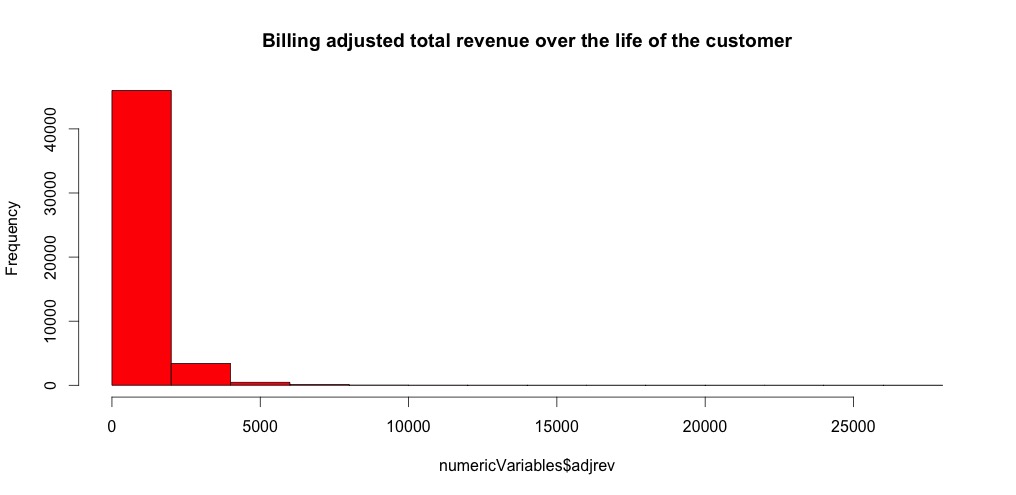 Billing adjusted total revenue over the life of the customer
Frequency
40000
30000
20000
10000
0
0 5000 10000 15000 20000 25000
numericVariables$adjrev